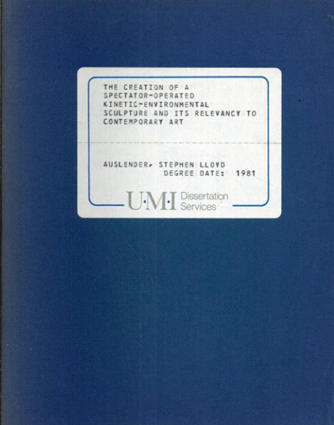 THE CREATION OF A
SPECTATOR-OPERATED
KINETIC-ENVIRONMENTAL
SCULPTURE AND ITS RELEVANCY TO
CONTEMPORARY ART
AUSLENDER, STEPHEN LLOYD
DEGREE DATE: 1981
U·M·I Dissertation
Services